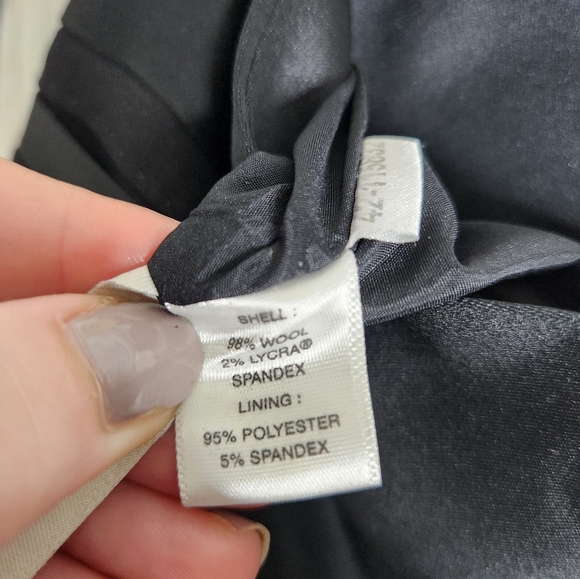 SHELL :
98% WOOL
2% LYCRA®
SPANDEX
LINING :
95% POLYESTER
5% SPANDEX